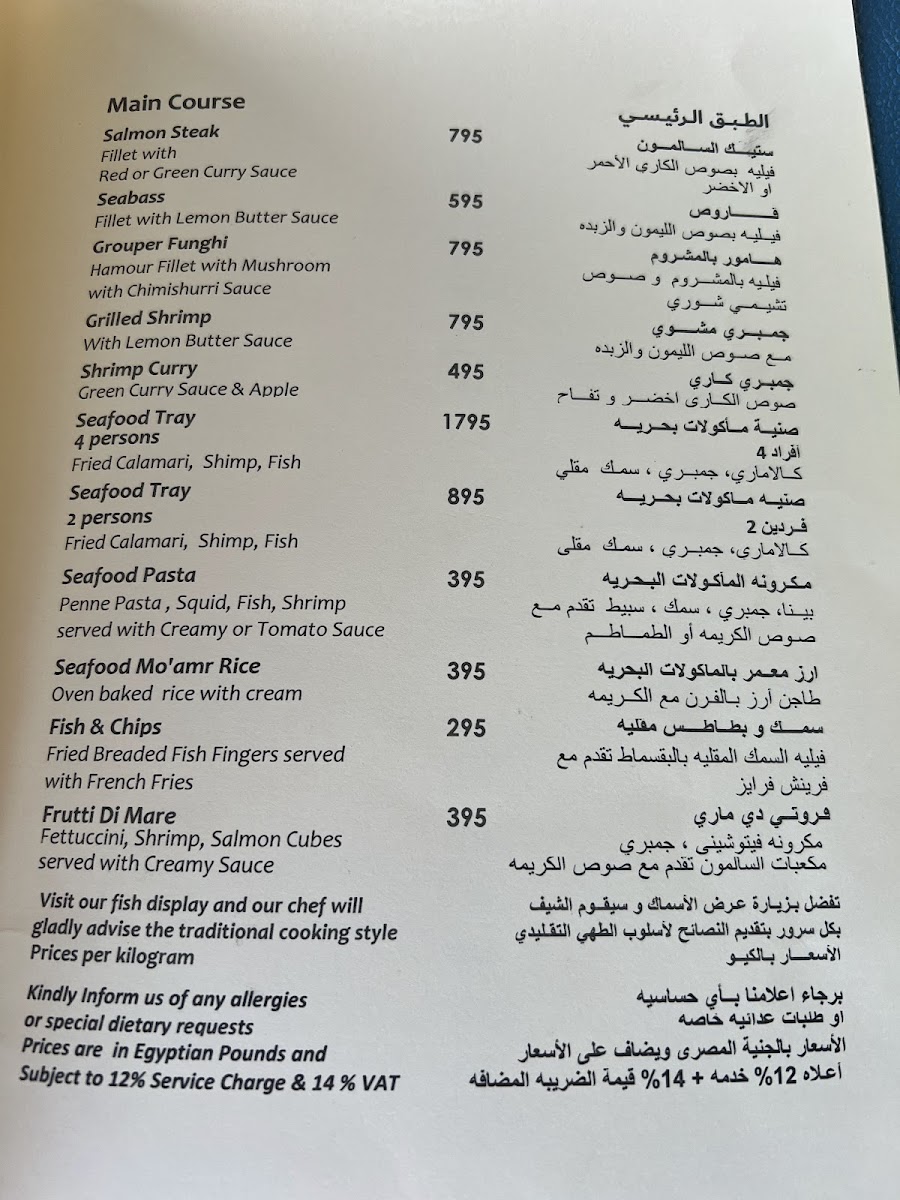 Main Course
Salmon Steak 795
Fillet with
Red or Green Curry Sauce
Seabass 595
Fillet with Lemon Butter Sauce
Grouper Funghi 795
Hamour Fillet with Mushroom
with Chimishurri Sauce
Grilled Shrimp 795
With Lemon Butter Sauce
Shrimp Curry 495
Green Curry Sauce & Apple
Seafood Tray 1795
4 persons
Fried Calamari, Shimp, Fish
Seafood Tray 895
2 persons
Fried Calamari, Shimp, Fish
Seafood Pasta 395
Penne Pasta , Squid, Fish, Shrimp
served with Creamy or Tomato Sauce
Seafood Mo'amr Rice 395
Oven baked rice with cream
Fish & Chips 295
Fried Breaded Fish Fingers served
with French Fries
Frutti Di Mare 395
Fettuccini, Shrimp, Salmon Cubes
served with Creamy Sauce
Visit our fish display and our chef will
gladly advise the traditional cooking style
Prices per kilogram
Kindly Inform us of any allergies
or special dietary requests
Prices are in Egyptian Pounds and
Subject to 12% Service Charge & 14 % VAT
الطبق الرئيسي
ستيك السالمون
فيليه بصوص الكاري الأحمر
او الاخضر
قاروص
فيليه بصوص الليمون والزبده
هامور بالمشروم
فيليه بالمشروم و صوص
تشيمي شوري
جمبري مشوي
مع صوص الليمون والزبده
جمبري كاري
صوص الكارى اخضر و تفاح
صنية مأكولات بحريه
أفراد 4
كالاماري، جمبري ، سمك مقلي
صنيه ماكولات بحريه
فردين 2
كالاماري، جمبري ، سمك مقلى
مكرونه المأكولات البحريه
بينا، جمبري ، سمك ، سبيط تقدم مع
صوص الكريمه أو الطماطم
ارز معمر بالماكولات البحريه
طاجن أرز بالفرن مع الكريمه
سمك و بطاطس مقليه
فيليه السمك المقليه بالبقسماط تقدم مع
فرينش فرايز
فروتي دي ماري
مكرونه فيتوشينى ، جمبري
مكعبات السالمون تقدم مع صوص الكريمه
تفضل بزيارة عرض الأسماك و سيقوم الشيف
بكل سرور بتقديم النصائح لأسلوب الطهي التقليدي
الأسعار بالكيو
برجاء اعلامنا بأي حساسيه
او طلبات غدائيه خاصه
الأسعار بالجنية المصرى ويضاف على الأسعار
أعلاه 12% خدمه + 14% قيمة الضريبه المضافه